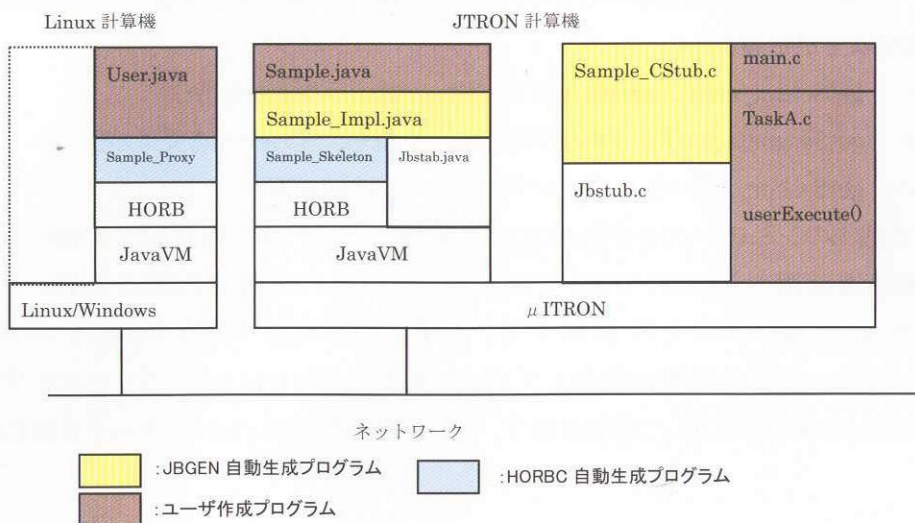 Linux 計算機
JTRON 計算機
User.java
Sample_Proxy
HORB
JavaVM
Linux/Windows
Sample.java
Sample_Impl.java
Sample_Skeleton
Jbstab.java
HORB
JavaVM
Sample_CStub.c
Jbstub.c
main.c
TaskA.c
userExecute()
μ ITRON
ネットワーク
:JBGEN 自動生成プログラム
:HORBC 自動生成プログラム
:ユーザ作成プログラム